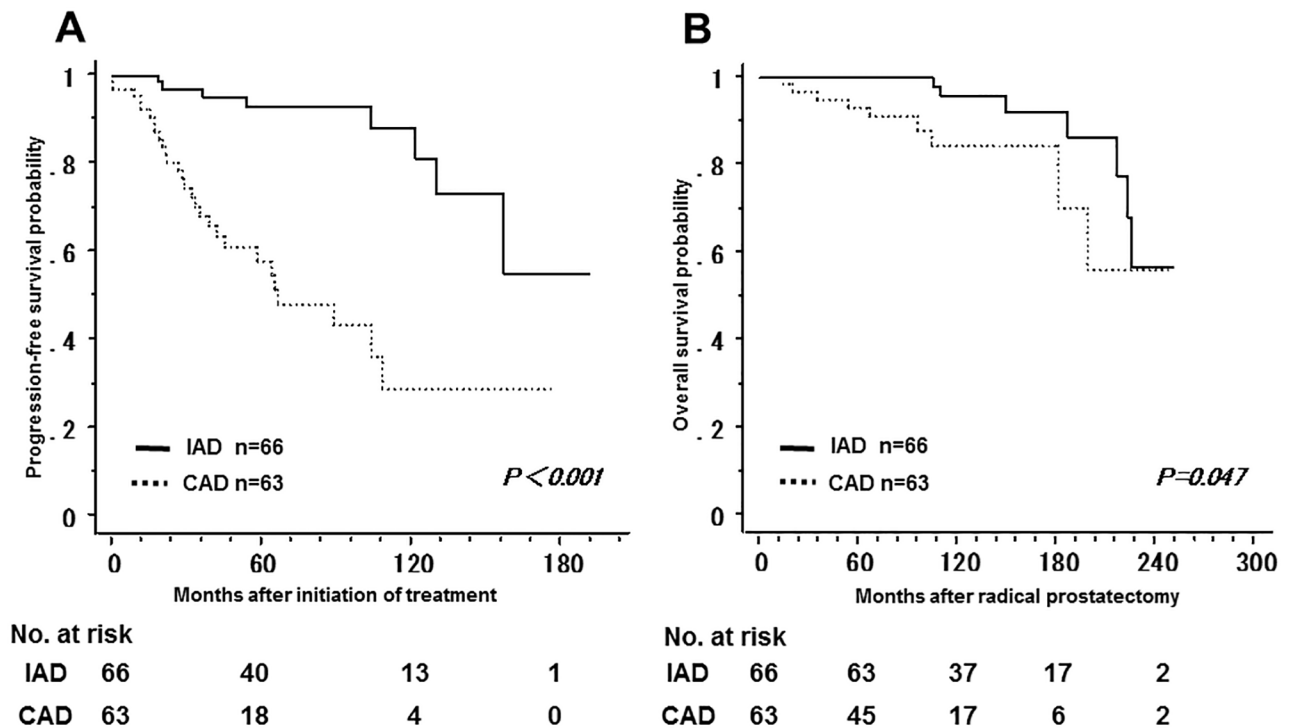 A
Progression-free survival probability
1
.8
.6
.4
.2
0
IAD n=66
CAD n=63
P<0.001
0 60 120 180
Months after initiation of treatment
No. at risk
IAD 66 40 13 1
CAD 63 18 4 0
B
Overall survival probability
1
.8
.6
.4
.2
0
IAD n=66
CAD n=63
P=0.047
0 60 120 180 240 300
Months after radical prostatectomy
No. at risk
IAD 66 63 37 17 2
CAD 63 45 17 6 2